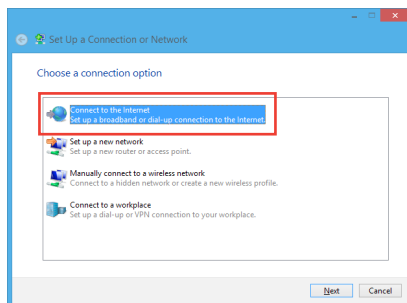 Set Up a Connection or Network
Choose a connection option
Connect to the Internet
Set up a broadband or dial-up connection to the Internet.
Set up a new network
Set up a new router or access point.
Manually connect to a wireless network
Connect to a hidden network or create a new wireless profile.
Connect to a workplace
Set up a dial-up or VPN connection to your workplace.
Next Cancel